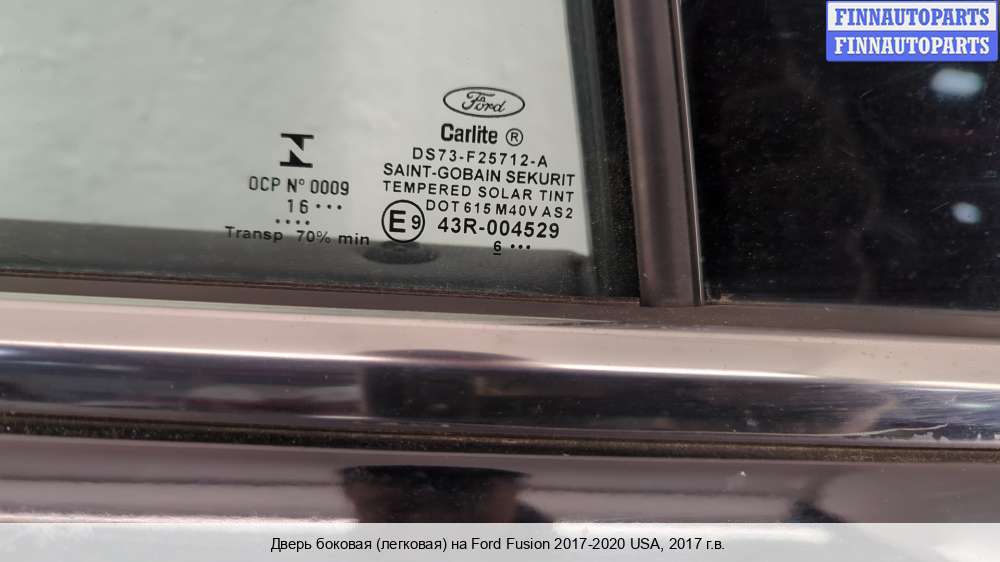 FINNAUTOPARTS
FINNAUTOPARTS
Ford
Carlite ®
DS73-F25712-A
SAINT-GOBAIN SEKURIT
TEMPERED SOLAR TINT
DOT 615 M40V AS2
E9 43R-004529
6 •••
N
OCP Nº 0009
16 •••
••••
Transp 70% min
Дверь боковая (легковая) на Ford Fusion 2017-2020 USA, 2017 г.в.